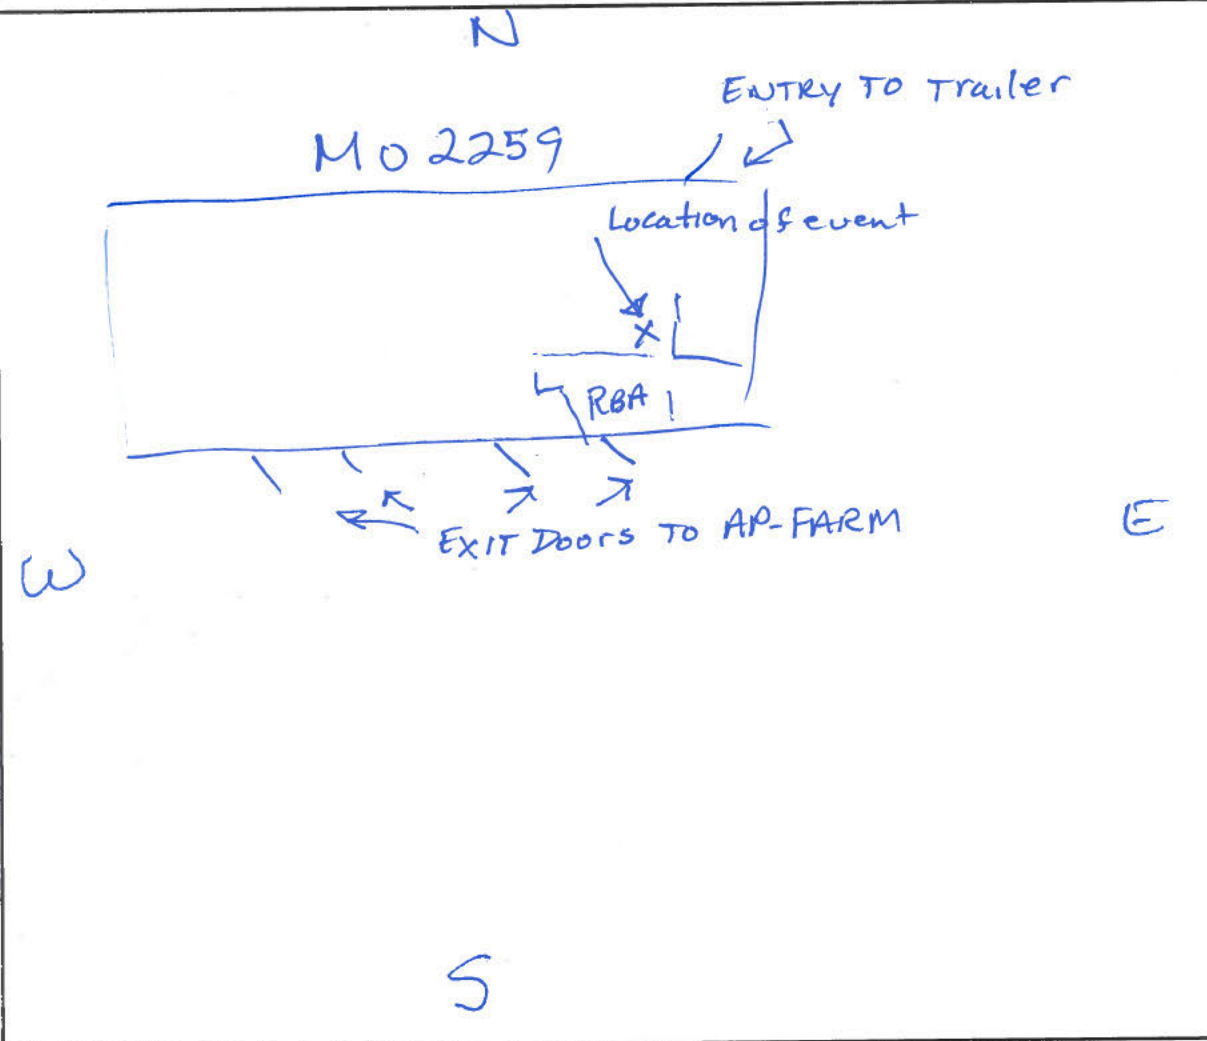 N
ENTRY TO Trailer
MO 2259
Location of event
X
RBA
EXIT Doors TO AP-FARM
E
W
S